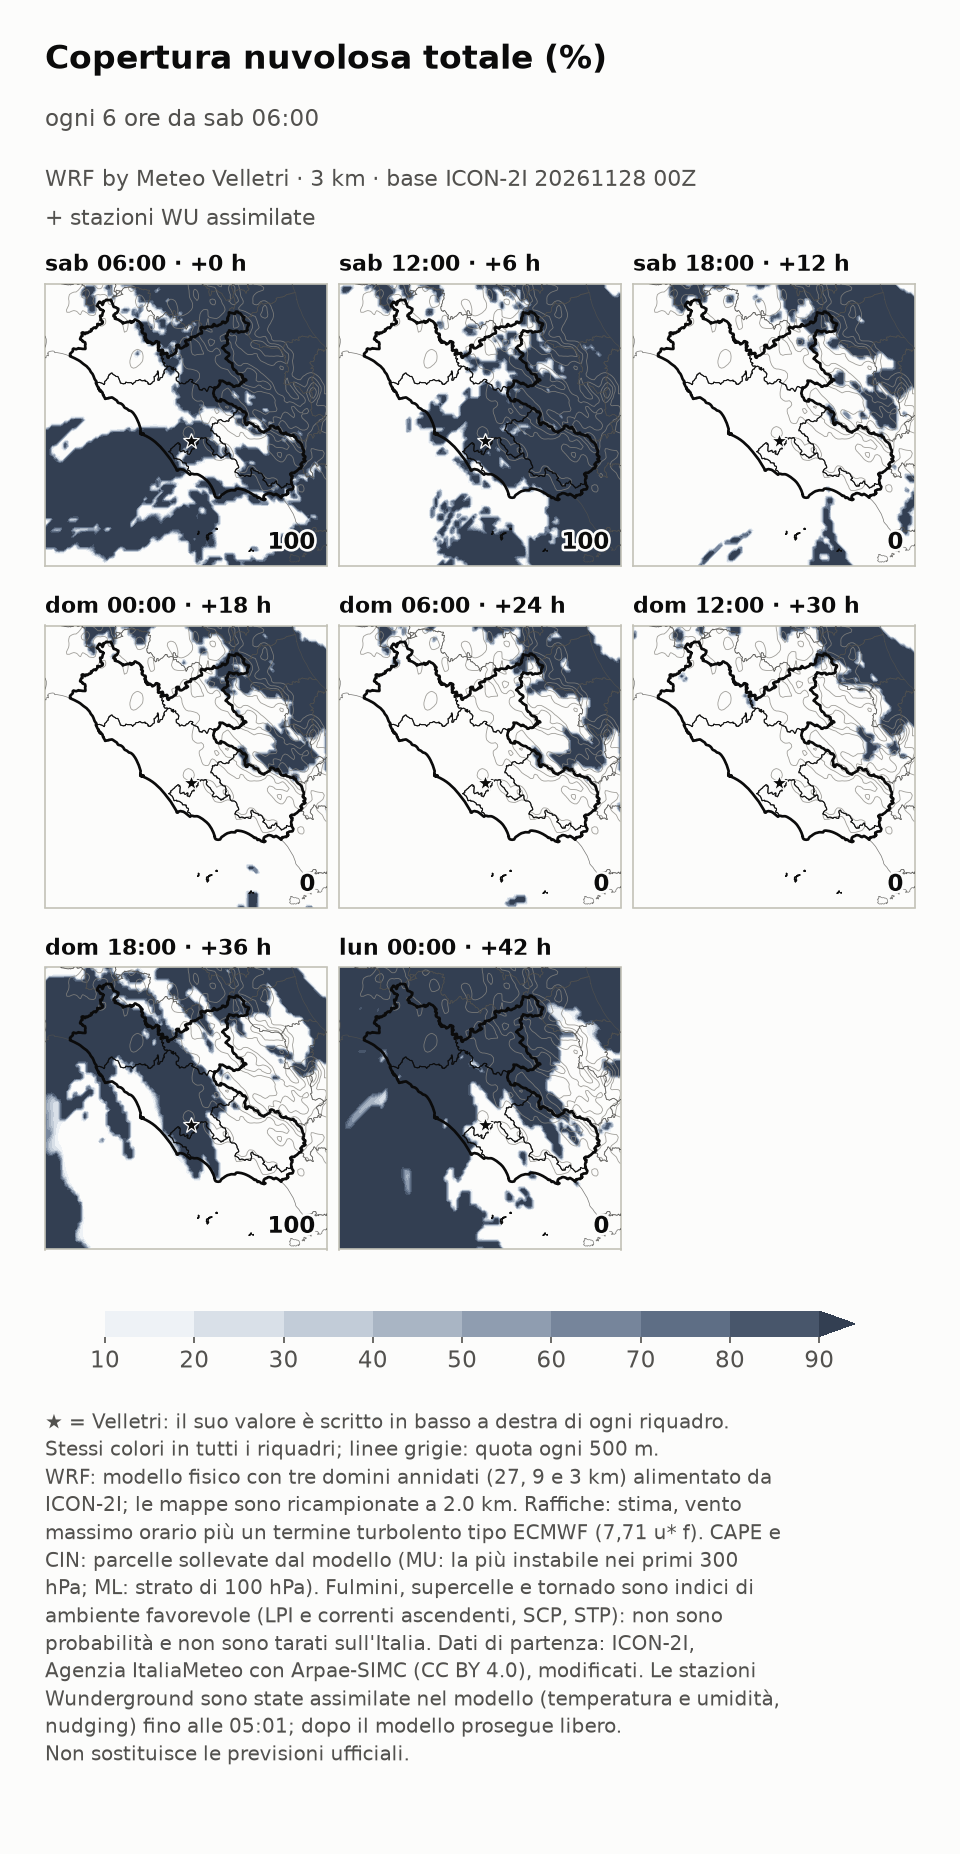 Copertura nuvolosa totale (%)
ogni 6 ore da sab 06:00
WRF by Meteo Velletri · 3 km · base ICON-2I 20261128 00Z
+ stazioni WU assimilate
sab 06:00 · +0 h
sab 12:00 · +6 h
sab 18:00 · +12 h
100
100
0
dom 00:00 · +18 h
dom 06:00 · +24 h
dom 12:00 · +30 h
0
0
0
dom 18:00 · +36 h
lun 00:00 · +42 h
100
0
10 20 30 40 50 60 70 80 90
★ = Velletri: il suo valore è scritto in basso a destra di ogni riquadro.
Stessi colori in tutti i riquadri; linee grigie: quota ogni 500 m.
WRF: modello fisico con tre domini annidati (27, 9 e 3 km) alimentato da
ICON-2I; le mappe sono ricampionate a 2.0 km. Raffiche: stima, vento
massimo orario più un termine turbolento tipo ECMWF (7,71 u* f). CAPE e
CIN: parcelle sollevate dal modello (MU: la più instabile nei primi 300
hPa; ML: strato di 100 hPa). Fulmini, supercelle e tornado sono indici di
ambiente favorevole (LPI e correnti ascendenti, SCP, STP): non sono
probabilità e non sono tarati sull'Italia. Dati di partenza: ICON-2I,
Agenzia ItaliaMeteo con Arpae-SIMC (CC BY 4.0), modificati. Le stazioni
Wunderground sono state assimilate nel modello (temperatura e umidità,
nudging) fino alle 05:01; dopo il modello prosegue libero.
Non sostituisce le previsioni ufficiali.